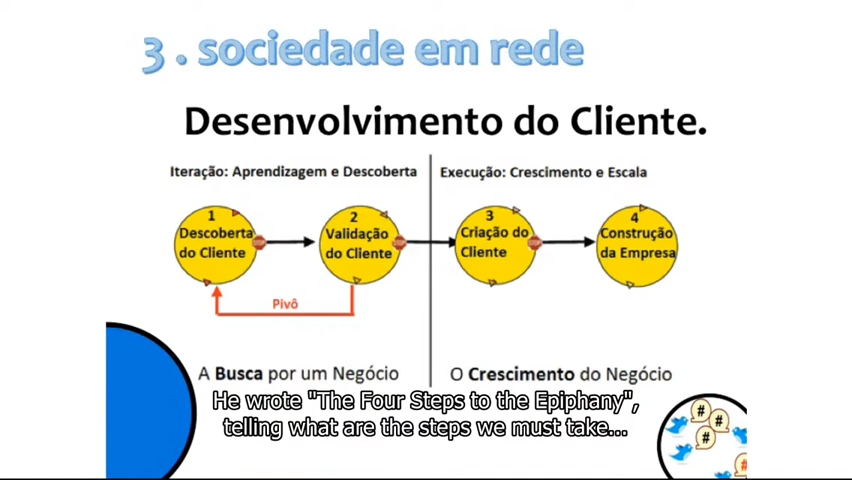 3 . sociedade em rede
Desenvolvimento do Cliente.
Iteração: Aprendizagem e Descoberta
Execução: Crescimento e Escala
1
Descoberta
do Cliente
2
Validação
do Cliente
3
Criação do
Cliente
4
Construção
da Empresa
Pivô
A Busca por um Negócio
O Crescimento do Negócio
He wrote "The Four Steps to the Epiphany",
telling what are the steps we must take...
#
#
#
#